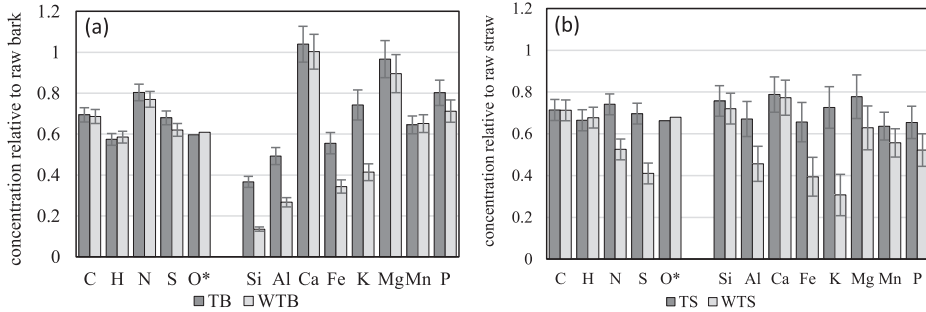 (a)
concentration relative to raw bark
1.2
1
0.8
0.6
0.4
0.2
0
C H N S O* Si Al Ca Fe K Mg Mn P
TB WTB
(b)
concentration relative to raw straw
1.2
1
0.8
0.6
0.4
0.2
0
C H N S O* Si Al Ca Fe K Mg Mn P
TS WTS